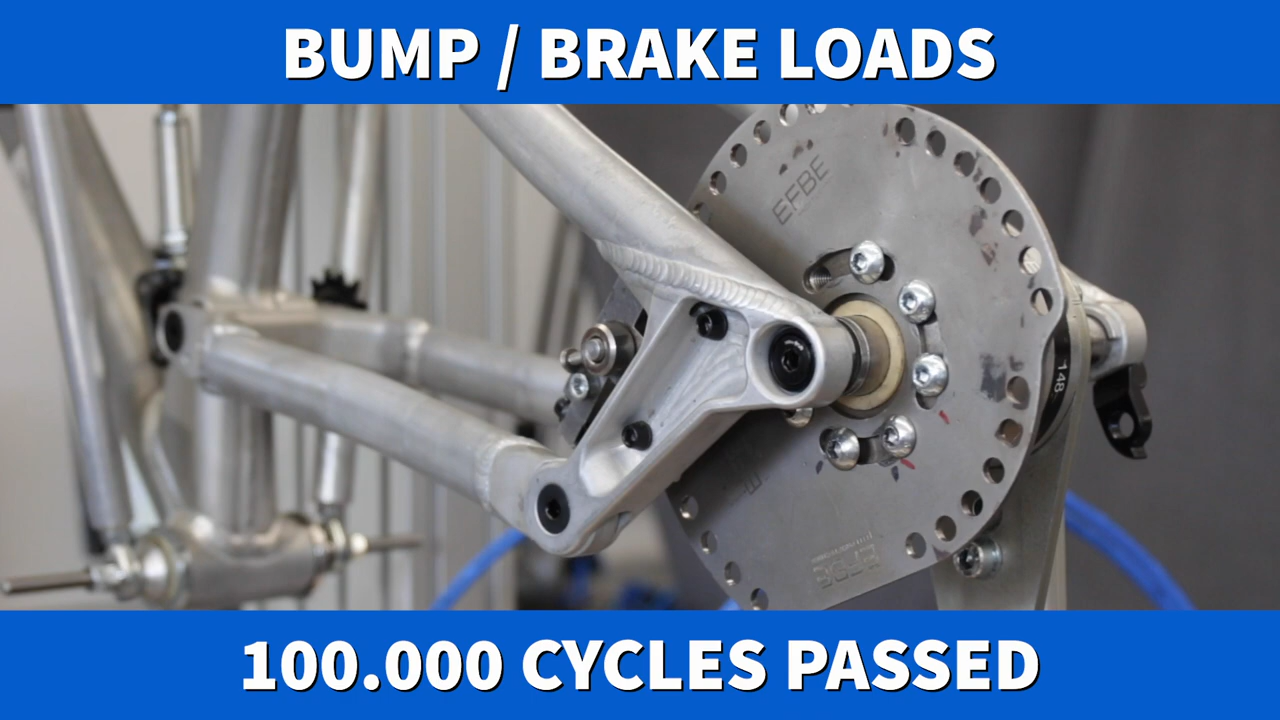 BUMP / BRAKE LOADS
EFBE
148
EFBE
100.000 CYCLES PASSED